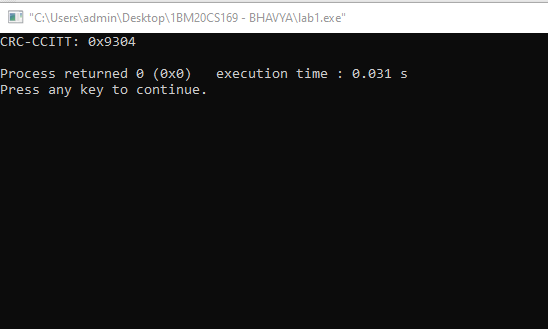 "C:\Users\admin\Desktop\1BM20CS169 - BHAVYA\lab1.exe"
CRC-CCITT: 0x9304
Process returned 0 (0x0)   execution time : 0.031 s
Press any key to continue.